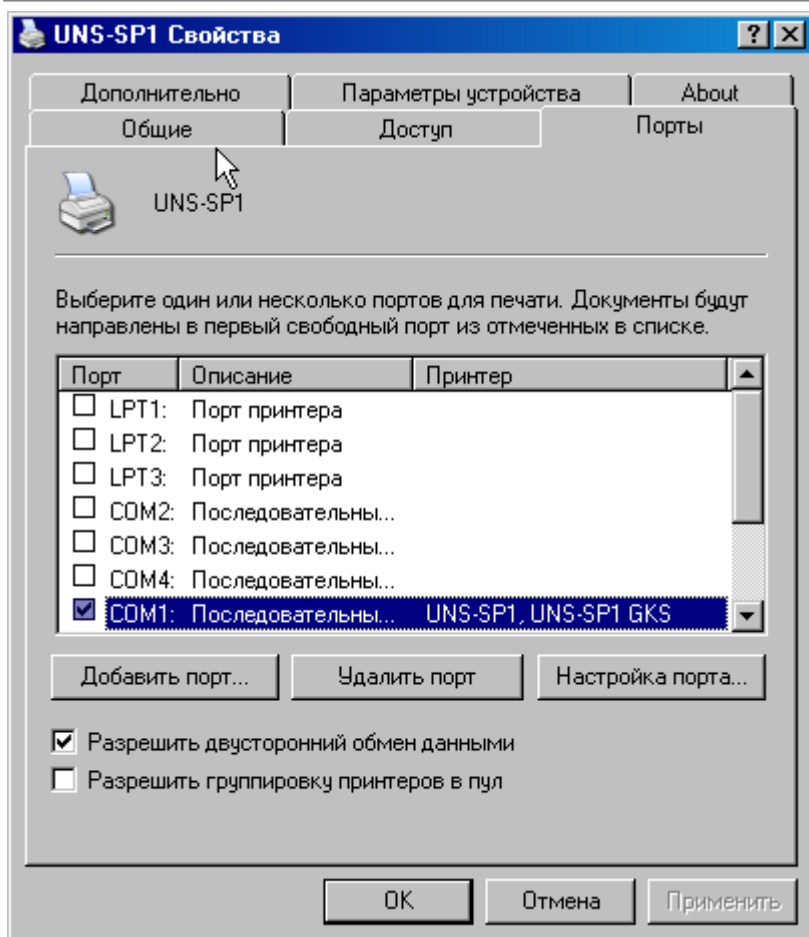 UNS-SP1 Свойства
Дополнительно Параметры устройства About
Общие Доступ Порты
UNS-SP1
Выберите один или несколько портов для печати. Документы будут
направлены в первый свободный порт из отмеченных в списке.
Порт Описание Принтер
LPT1: Порт принтера
LPT2: Порт принтера
LPT3: Порт принтера
COM2: Последовательны...
COM3: Последовательны...
COM4: Последовательны...
COM1: Последовательны... UNS-SP1, UNS-SP1 GKS
Добавить порт... Удалить порт Настройка порта...
Разрешить двусторонний обмен данными
Разрешить группировку принтеров в пул
OK Отмена Применить